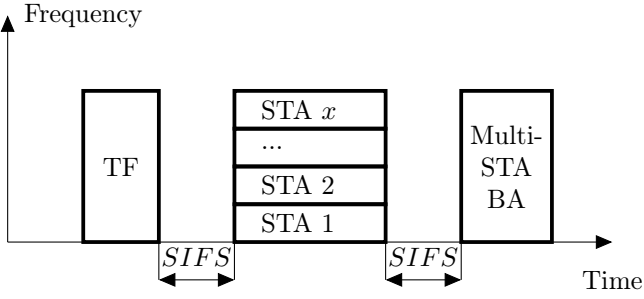 Frequency
STA x
...
STA 2
STA 1
TF
Multi-
STA
BA
SIFS
SIFS
Time